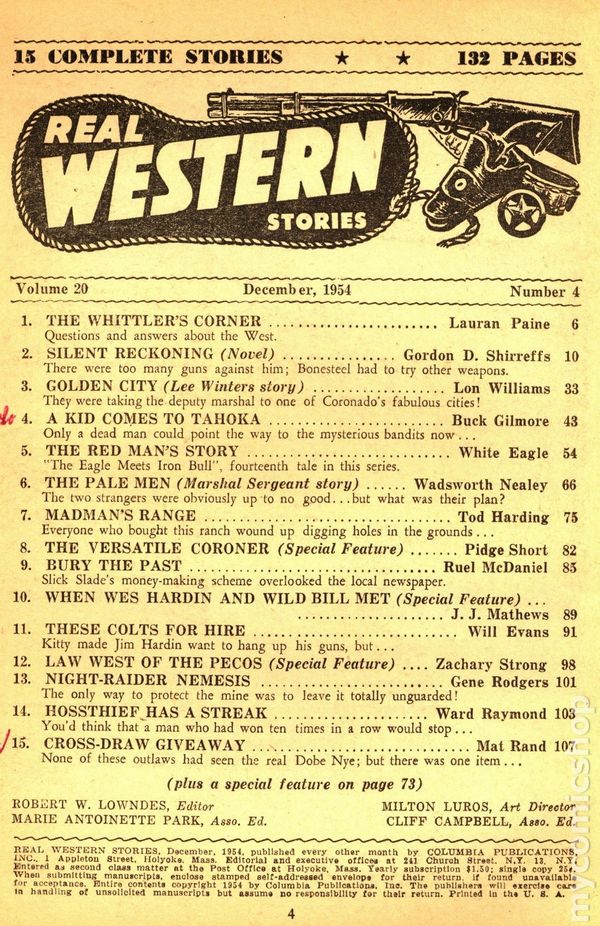 15 COMPLETE STORIES ★ ★ 132 PAGES
REAL
WESTERN
STORIES
Volume 20 December, 1954 Number 4
1. THE WHITTLER'S CORNER ........................ Lauran Paine 6
Questions and answers about the West.
2. SILENT RECKONING (Novel) .............. Gordon D. Shirreffs 10
There were too many guns against him; Bonesteel had to try other weapons.
3. GOLDEN CITY (Lee Winters story) ................. Lon Williams 33
They were taking the deputy marshal to one of Coronado's fabulous cities!
4. A KID COMES TO TAHOKA ........................ Buck Gilmore 43
Only a dead man could point the way to the mysterious bandits now...
5. THE RED MAN'S STORY ............................ White Eagle 54
"The Eagle Meets Iron Bull", fourteenth tale in this series.
6. THE PALE MEN (Marshal Sergeant story) ...... Wadsworth Nealey 66
The two strangers were obviously up to no good...but what was their plan?
7. MADMAN'S RANGE ................................ Tod Harding 75
Everyone who bought this ranch wound up digging holes in the grounds...
8. THE VERSATILE CORONER (Special Feature) ....... Pidge Short 82
9. BURY THE PAST .................................. Ruel McDaniel 85
Slick Slade's money-making scheme overlooked the local newspaper.
10. WHEN WES HARDIN AND WILD BILL MET (Special Feature) ...
.................... J. J. Mathews 89
11. THESE COLTS FOR HIRE ........................... Will Evans 91
Kitty made Jim Hardin want to hang up his guns, but...
12. LAW WEST OF THE PECOS (Special Feature) .... Zachary Strong 98
13. NIGHT-RAIDER NEMESIS ......................... Gene Rodgers 101
The only way to protect the mine was to leave it totally unguarded!
14. HOSSTHIEF HAS A STREAK ...................... Ward Raymond 103
You'd think that a man who had won ten times in a row would stop...
15. CROSS-DRAW GIVEAWAY ............................ Mat Rand 107
None of these outlaws had seen the real Dobe Nye; but there was one item...
(plus a special feature on page 73)
ROBERT W. LOWNDES, Editor MILTON LUROS, Art Director
MARIE ANTOINETTE PARK, Asso. Ed. CLIFF CAMPBELL, Asso. Ed.
REAL WESTERN STORIES, December, 1954, published every other month by COLUMBIA PUBLICATIONS,
INC., 1 Appleton Street, Holyoke, Mass. Editorial and executive offices at 241 Church Street, N.Y. 13, N.Y.
Entered as second class matter at the Post Office at Holyoke, Mass. Yearly subscription $1.50; single copy 25¢.
When submitting manuscripts, enclose stamped self-addressed envelope for their return, if found unavailable
for acceptance. Entire contents copyright 1954 by Columbia Publications, Inc. The publishers will exercise care
in handling of unsolicited manuscripts but assume no responsibility for their return. Printed in the U. S. A.
4
mycomicshop